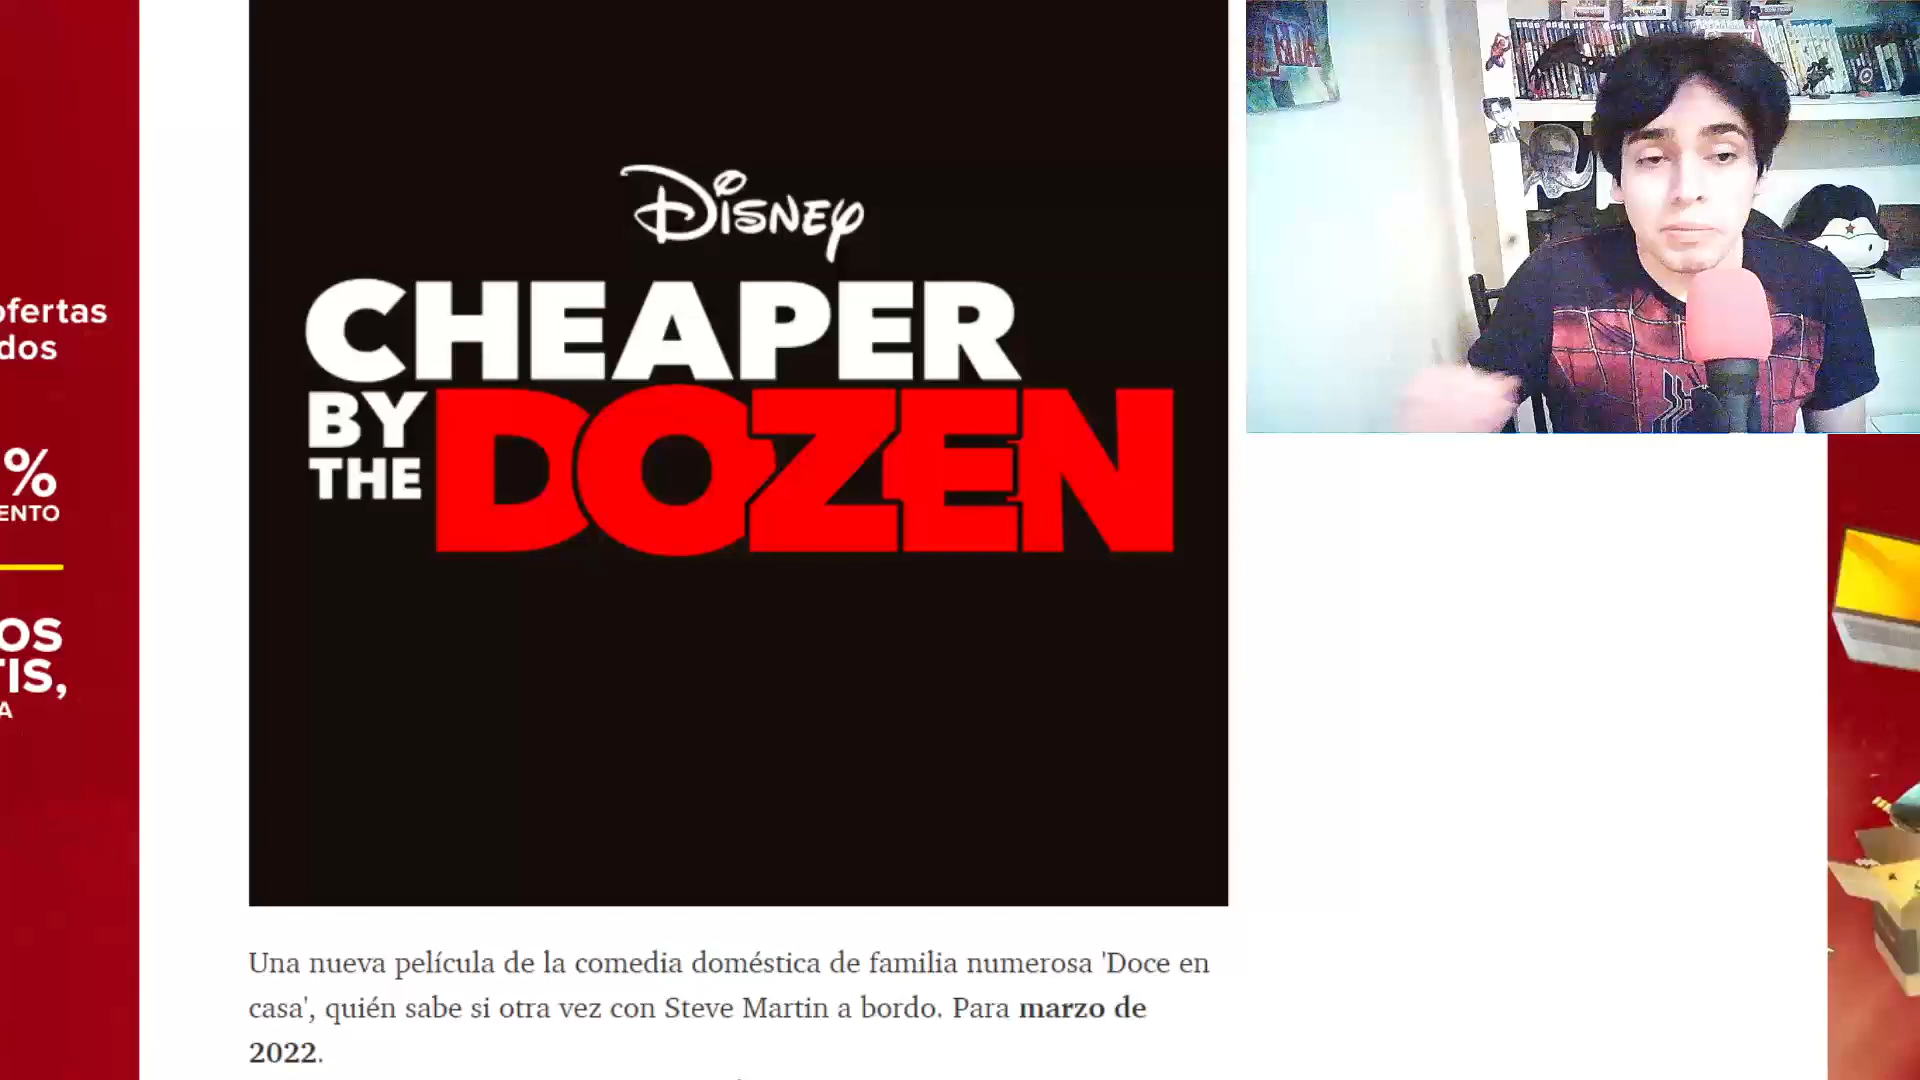 ofertas
dos
%
ENTO
OS
TIS,
A
DISNEY
CHEAPER
BY
THE
DOZEN
Una nueva película de la comedia doméstica de familia numerosa 'Doce en
casa', quién sabe si otra vez con Steve Martin a bordo. Para marzo de
2022.